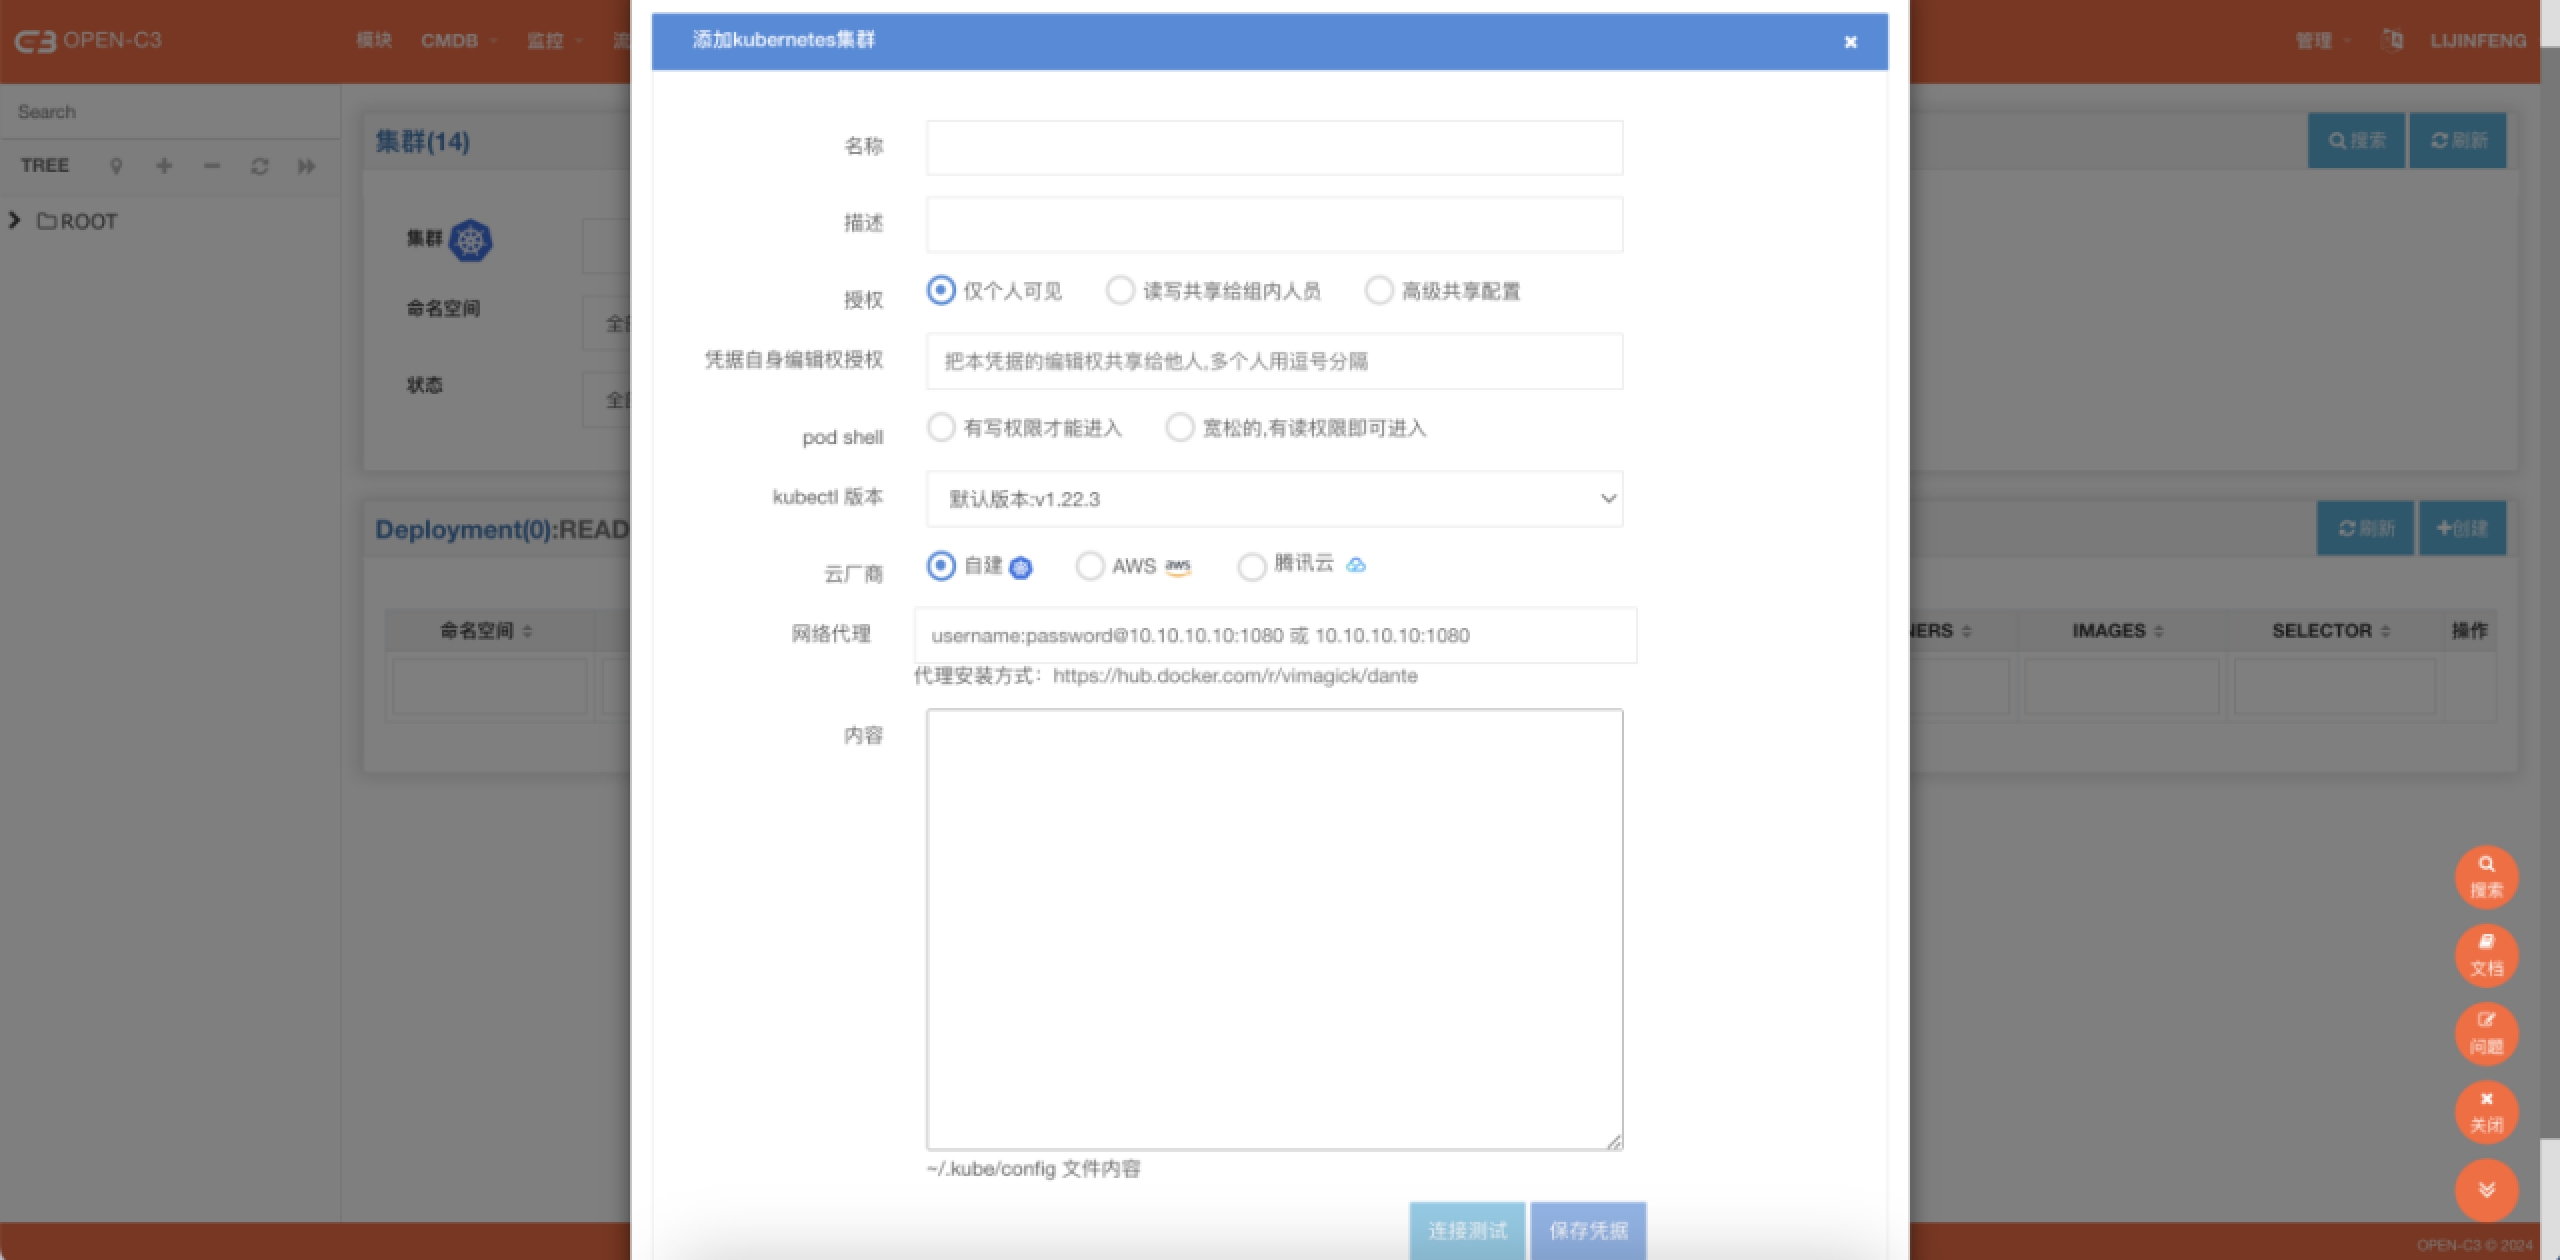 添加kubernetes集群
OPEN-C3
模块 CMDB 监控 流
管理 LIJINFENG
Search
TREE
ROOT
集群(14)
搜索 刷新
集群
命名空间
状态
Deployment(0):READ
刷新 创建
命名空间
NERS IMAGES SELECTOR 操作
名称
描述
授权 仅个人可见 读写共享给组内人员 高级共享配置
凭据自身编辑权授权 把本凭据的编辑权共享给他人,多个人用逗号分隔
pod shell 有写权限才能进入 宽松的,有读权限即可进入
kubectl 版本 默认版本:v1.22.3
云厂商 自建 AWS aws 腾讯云
网络代理 username:password@10.10.10.10:1080 或 10.10.10.10:1080
代理安装方式：https://hub.docker.com/r/vimagick/dante
内容
~/.kube/config 文件内容
连接测试 保存凭据
搜索
文档
问题
关闭
OPEN-C3 © 2024